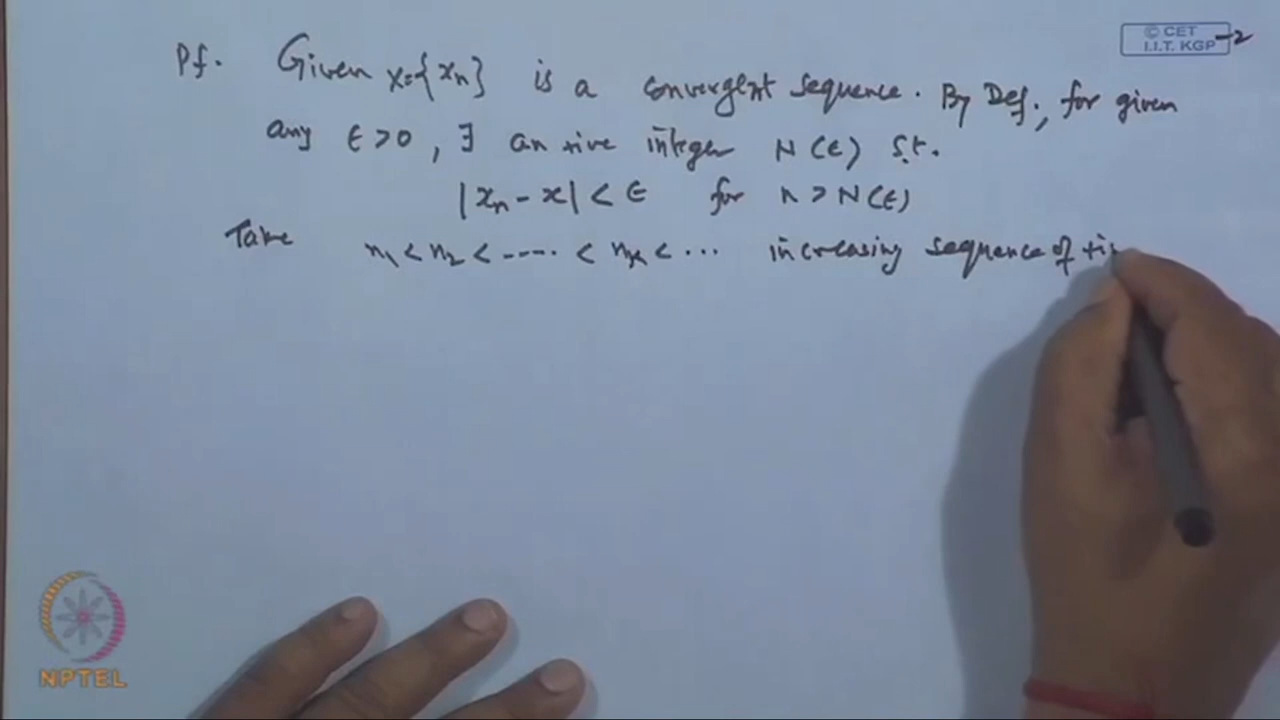 © CET
I.I.T. KGP -2
Pf. Given X={xₙ} is a convergent sequence. By Def., for given
any ε>0, ∃ an +ive integer N(ε) s.t.
|xₙ - x| < ε for n > N(ε)
Take n₁ < n₂ < ---- < nₖ < ... increasing sequence of +i
NPTEL